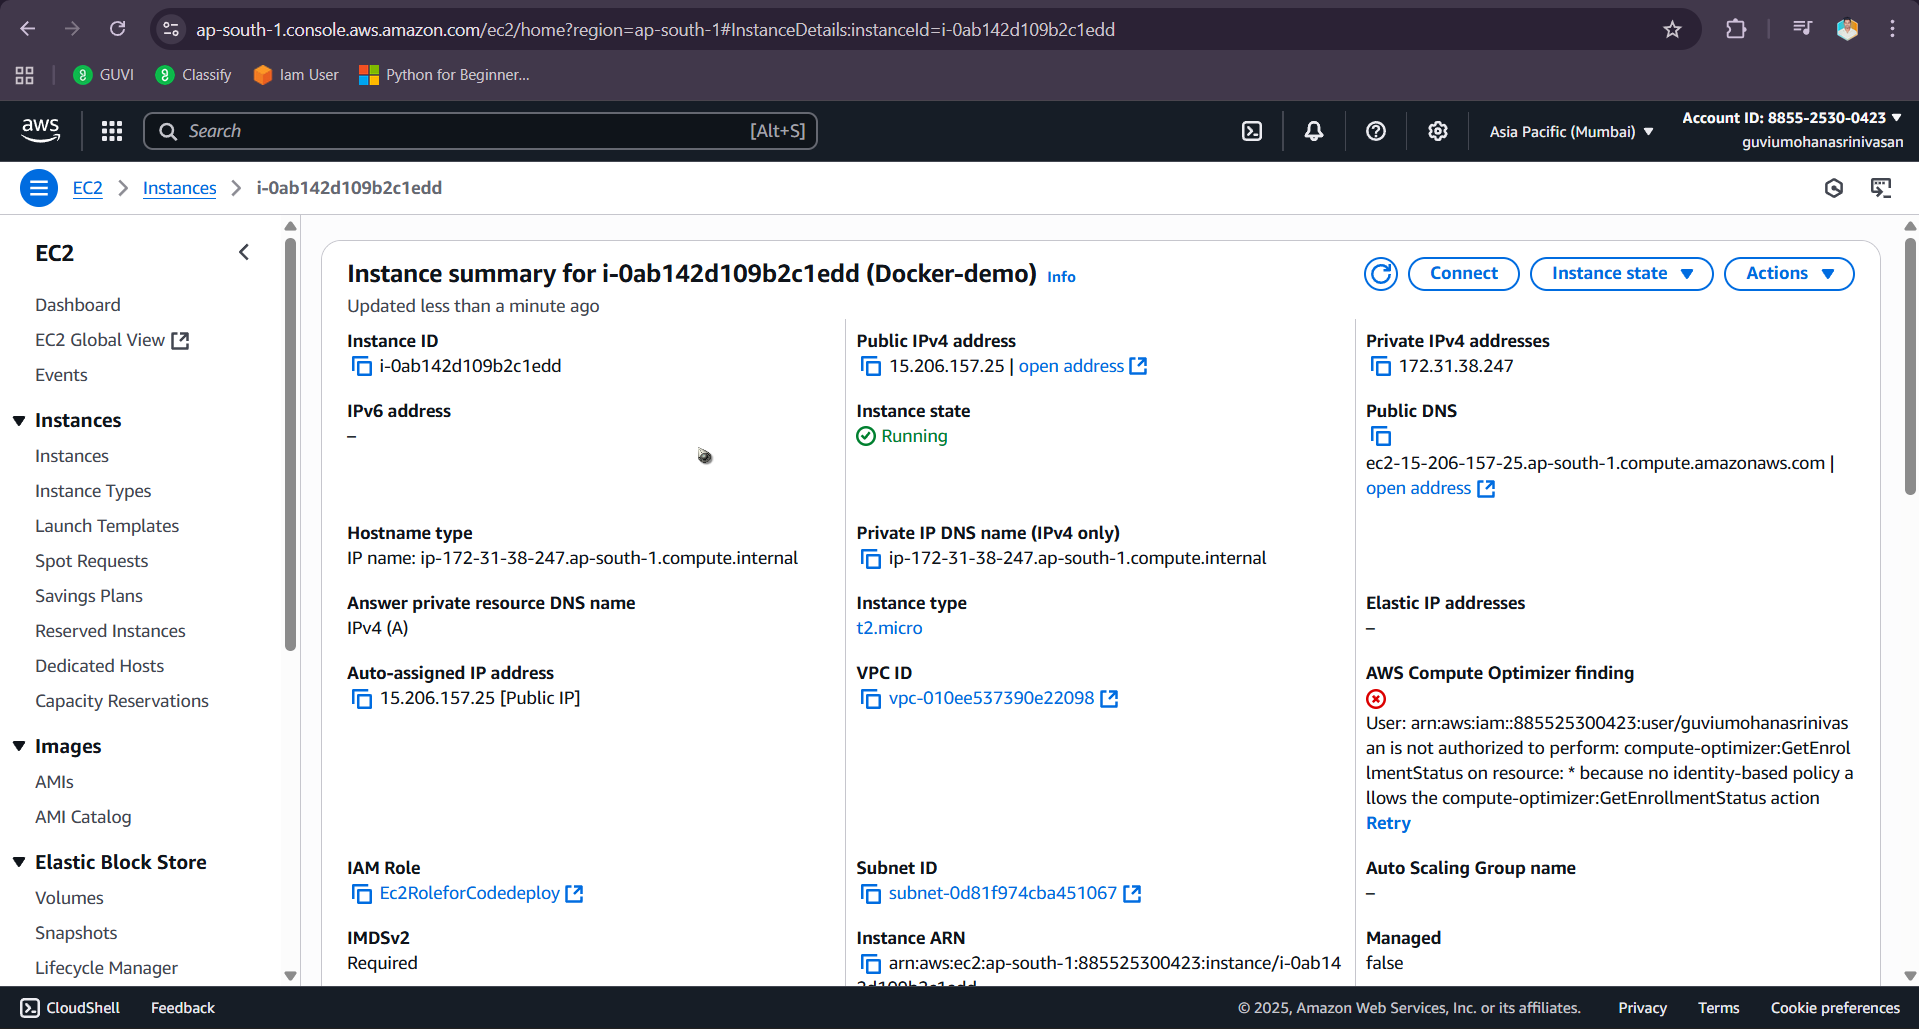 ap-south-1.console.aws.amazon.com/ec2/home?region=ap-south-1#InstanceDetails:instanceId=i-0ab142d109b2c1edd
GUVI
Classify
Iam User
Python for Beginner...
aws
Search
[Alt+S]
Asia Pacific (Mumbai)
Account ID: 8855-2530-0423
guviumohanasrinivasan
EC2
Instances
i-0ab142d109b2c1edd
EC2
Dashboard
EC2 Global View
Events
Instances
Instances
Instance Types
Launch Templates
Spot Requests
Savings Plans
Reserved Instances
Dedicated Hosts
Capacity Reservations
Images
AMIs
AMI Catalog
Elastic Block Store
Volumes
Snapshots
Lifecycle Manager
Instance summary for i-0ab142d109b2c1edd (Docker-demo) Info
Updated less than a minute ago
Connect
Instance state
Actions
Instance ID
i-0ab142d109b2c1edd
Public IPv4 address
15.206.157.25 | open address
Private IPv4 addresses
172.31.38.247
IPv6 address
–
Instance state
Running
Public DNS
ec2-15-206-157-25.ap-south-1.compute.amazonaws.com |
open address
Hostname type
IP name: ip-172-31-38-247.ap-south-1.compute.internal
Private IP DNS name (IPv4 only)
ip-172-31-38-247.ap-south-1.compute.internal
Answer private resource DNS name
IPv4 (A)
Instance type
t2.micro
Elastic IP addresses
–
Auto-assigned IP address
15.206.157.25 [Public IP]
VPC ID
vpc-010ee537390e22098
AWS Compute Optimizer finding
User: arn:aws:iam::885525300423:user/guviumohanasrinivas
an is not authorized to perform: compute-optimizer:GetEnrol
lmentStatus on resource: * because no identity-based policy a
llows the compute-optimizer:GetEnrollmentStatus action
Retry
IAM Role
Ec2RoleforCodedeploy
Subnet ID
subnet-0d81f974cba451067
Auto Scaling Group name
–
IMDSv2
Required
Instance ARN
arn:aws:ec2:ap-south-1:885525300423:instance/i-0ab14
2d109b2c1edd
Managed
false
CloudShell
Feedback
© 2025, Amazon Web Services, Inc. or its affiliates.
Privacy
Terms
Cookie preferences